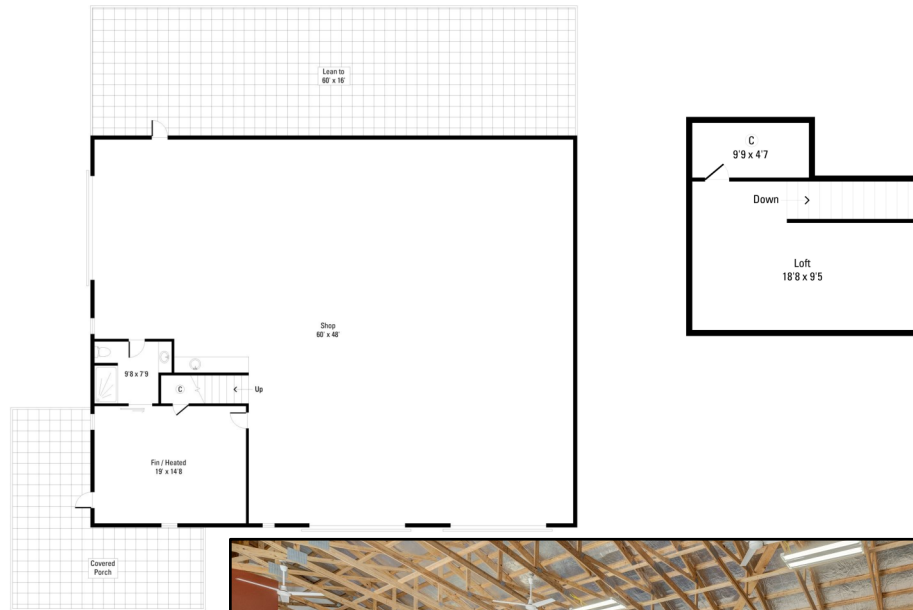 Lean to
60' x 16'
C
9'9 x 4'7
Down
Loft
18'8 x 9'5
Shop
60' x 48'
9'8 x 7'9
C
Up
Fin / Heated
19' x 14'8
Covered
Porch